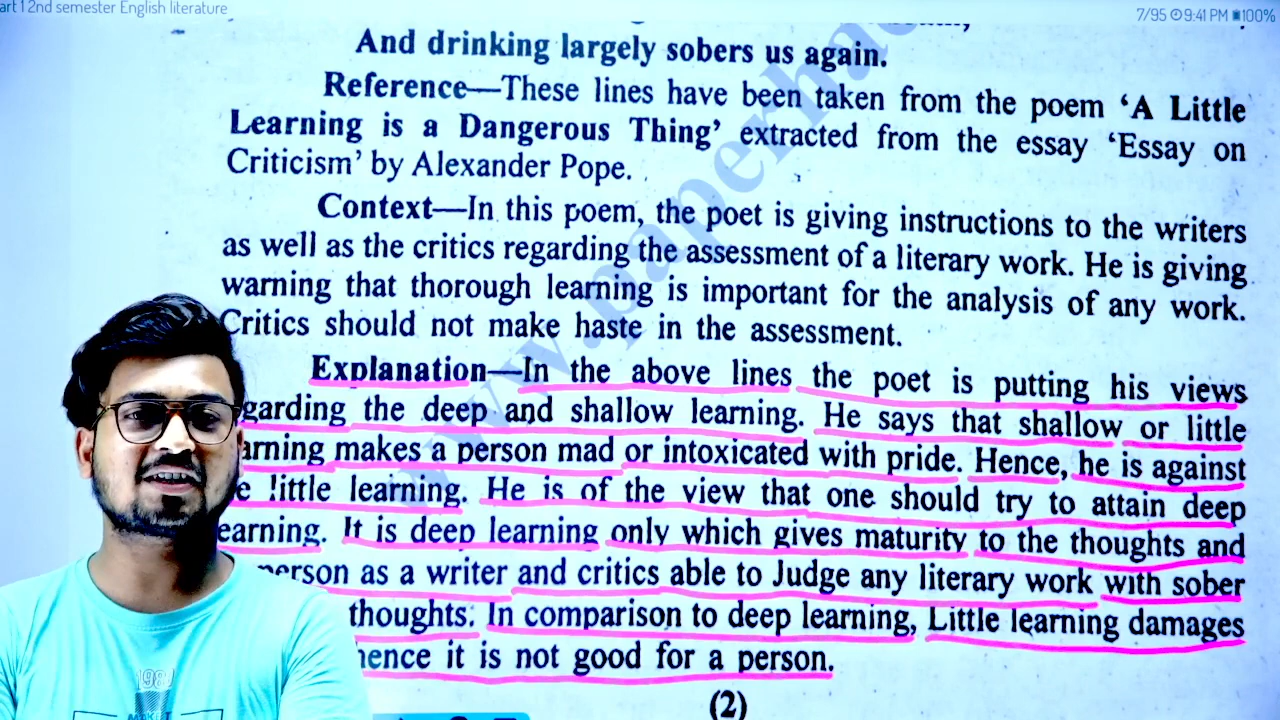 art 1 2nd semester English literature
7/95 9:41 PM 100%
And drinking largely sobers us again.
Reference—These lines have been taken from the poem ‘A Little
Learning is a Dangerous Thing’ extracted from the essay ‘Essay on
Criticism’ by Alexander Pope.
Context—In this poem, the poet is giving instructions to the writers
as well as the critics regarding the assessment of a literary work. He is giving
warning that thorough learning is important for the analysis of any work.
Critics should not make haste in the assessment.
Explanation—In the above lines the poet is putting his views
garding the deep and shallow learning. He says that shallow or little
arning makes a person mad or intoxicated with pride. Hence, he is against
e little learning. He is of the view that one should try to attain deep
earning. It is deep learning only which gives maturity to the thoughts and
person as a writer and critics able to Judge any literary work with sober
thoughts. In comparison to deep learning, Little learning damages
hence it is not good for a person.
(2)
198